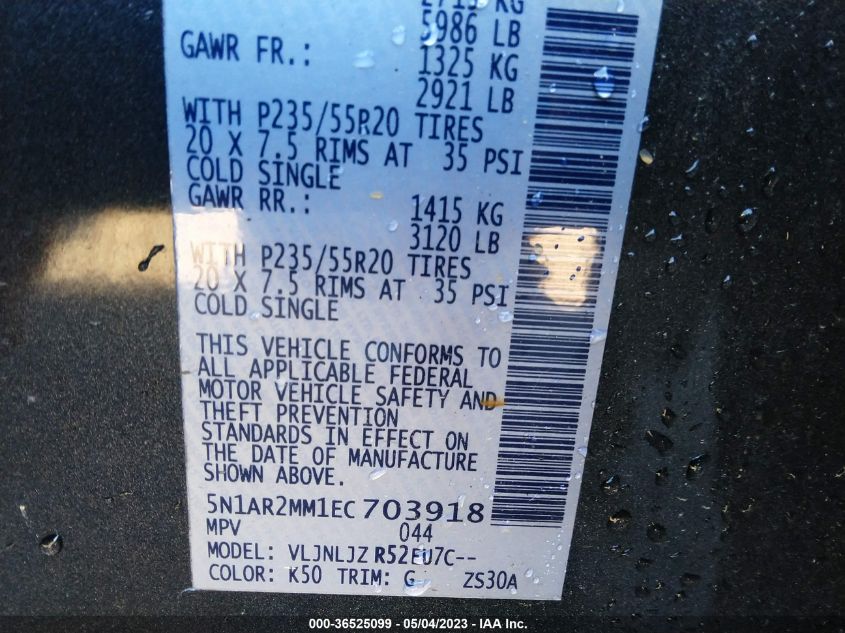 5986 LB
GAWR FR.: 1325 KG
2921 LB
WITH P235/55R20 TIRES
20 X 7.5 RIMS AT 35 PSI
COLD SINGLE
GAWR RR.: 1415 KG
3120 LB
WITH P235/55R20 TIRES
20 X 7.5 RIMS AT 35 PSI
COLD SINGLE
THIS VEHICLE CONFORMS TO
ALL APPLICABLE FEDERAL
MOTOR VEHICLE SAFETY AND
THEFT PREVENTION
STANDARDS IN EFFECT ON
THE DATE OF MANUFACTURE
SHOWN ABOVE.
5N1AR2MM1EC 703918
MPV 044
MODEL: VLJNLJZ R52EU7C--
COLOR: K50 TRIM: G ZS30A
000-36525099 - 05/04/2023 - IAA Inc.